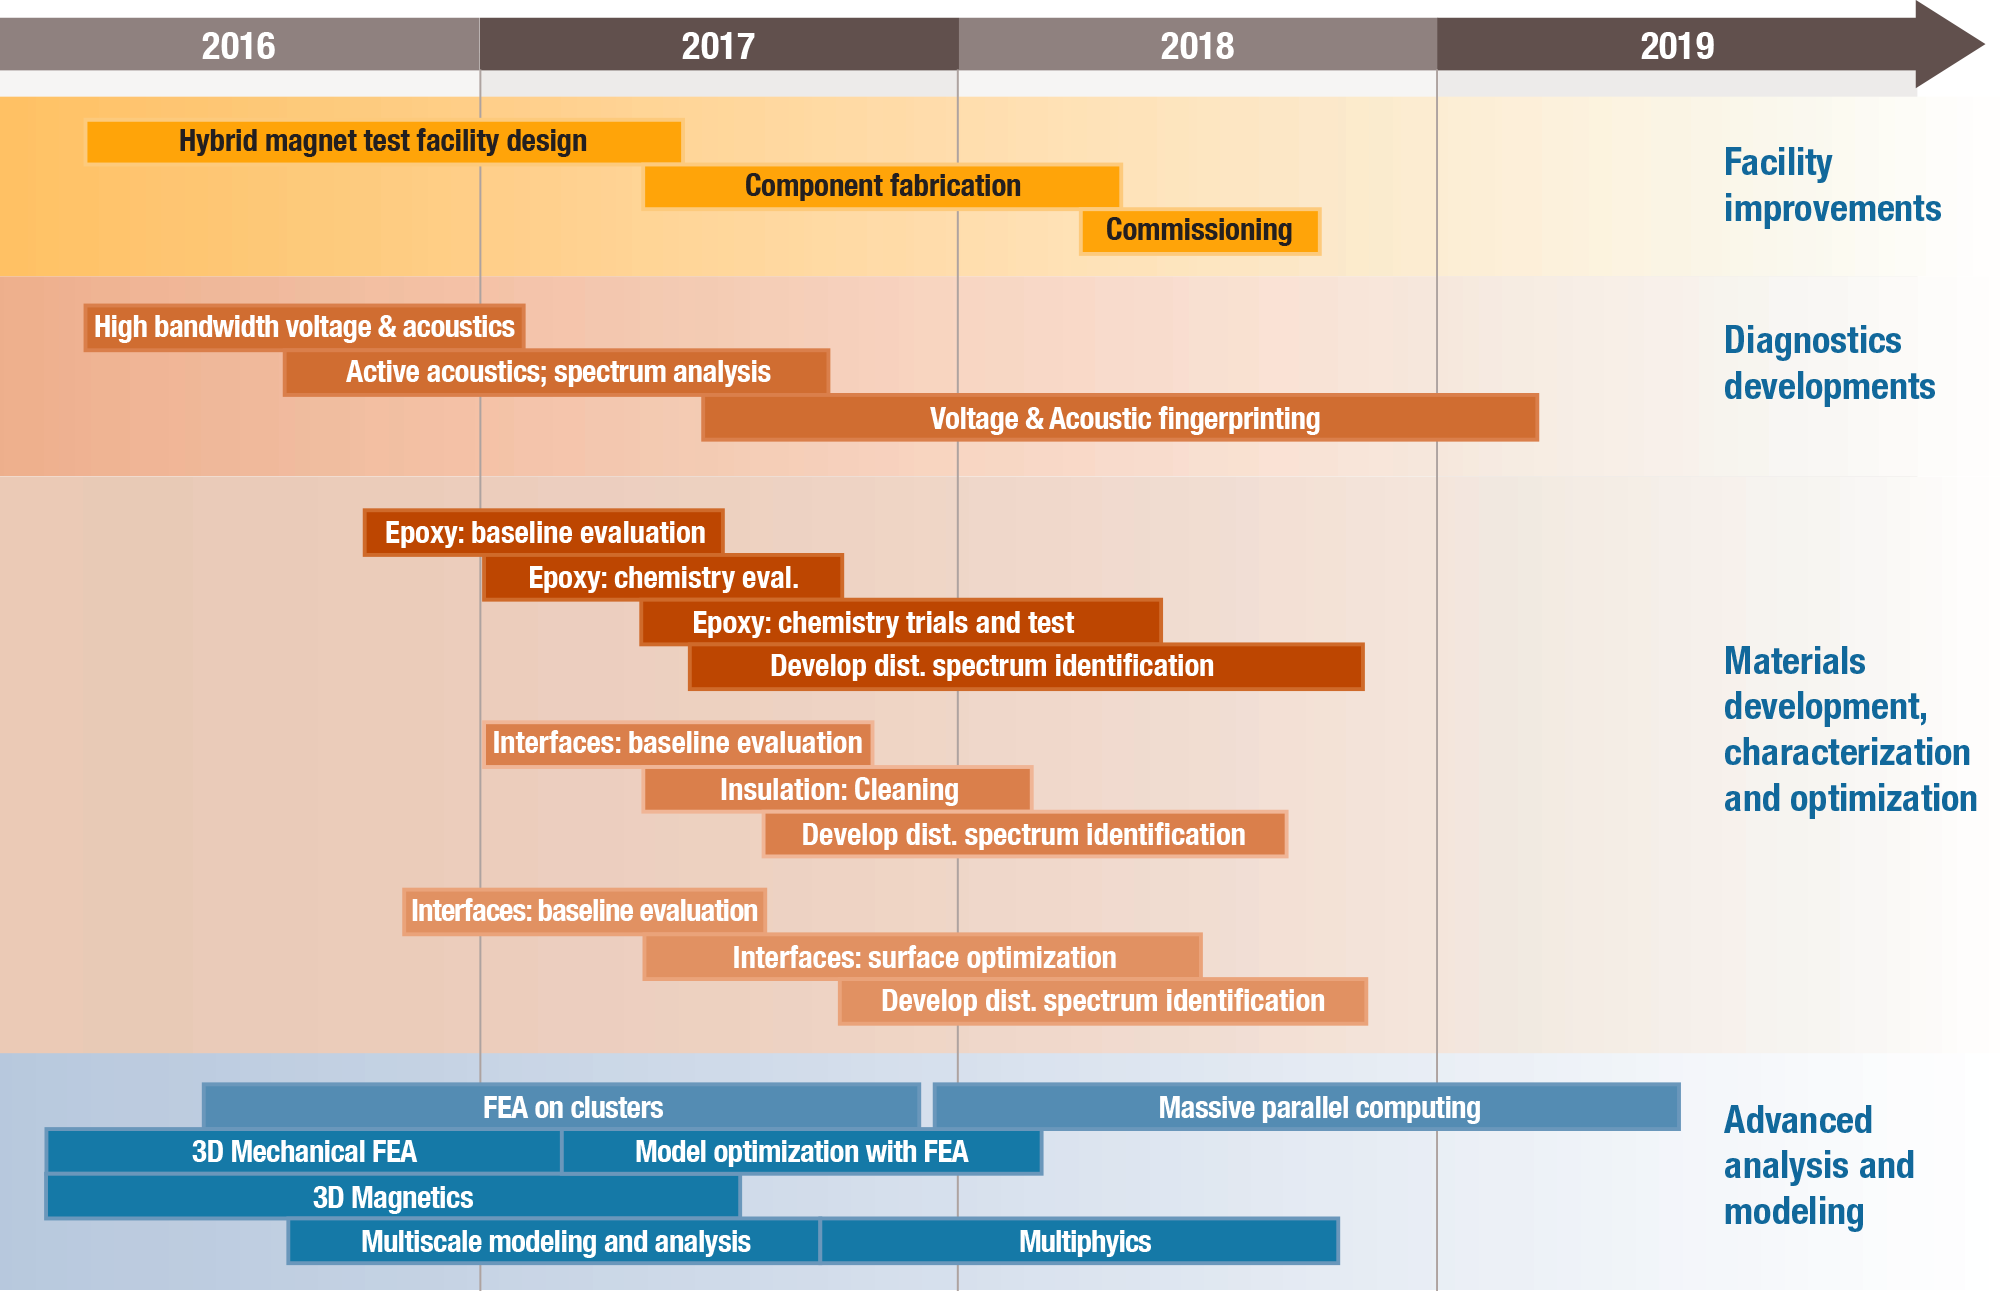 2016 2017 2018 2019
Hybrid magnet test facility design
Component fabrication
Commissioning
Facility
improvements
High bandwidth voltage & acoustics
Active acoustics; spectrum analysis
Voltage & Acoustic fingerprinting
Diagnostics
developments
Epoxy: baseline evaluation
Epoxy: chemistry eval.
Epoxy: chemistry trials and test
Develop dist. spectrum identification
Interfaces: baseline evaluation
Insulation: Cleaning
Develop dist. spectrum identification
Interfaces: baseline evaluation
Interfaces: surface optimization
Develop dist. spectrum identification
Materials
development,
characterization
and optimization
FEA on clusters
Massive parallel computing
3D Mechanical FEA
Model optimization with FEA
3D Magnetics
Multiscale modeling and analysis
Multiphyics
Advanced
analysis and
modeling